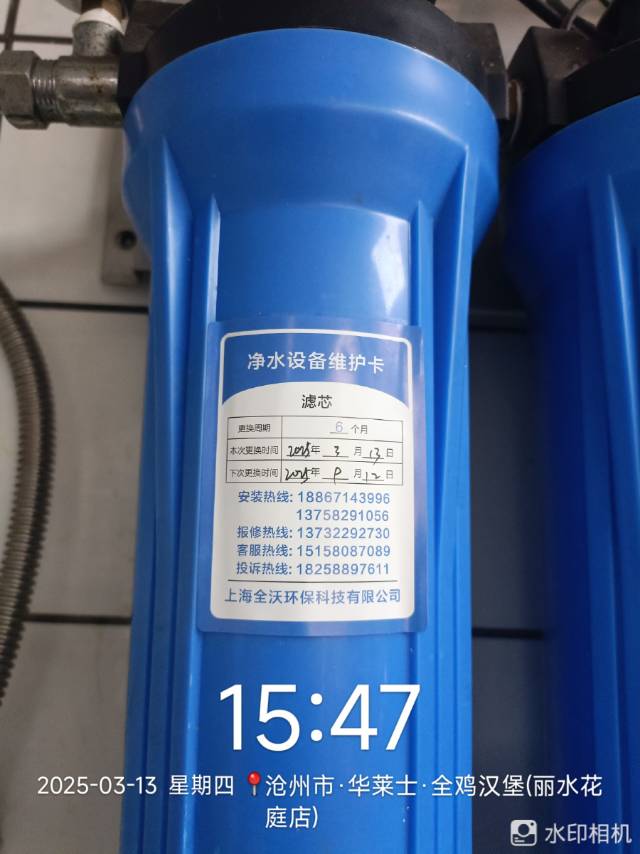 净水设备维护卡
滤芯
更换周期 6 个月
本次更换时间 2025年 3 月 13 日
下次更换时间 2025年 9 月 12 日
安装热线: 18867143996
13758291056
报修热线: 13732292730
客服热线: 15158087089
投诉热线: 18258897611
上海全沃环保科技有限公司
15:47
2025-03-13 星期四 沧州市·华莱士·全鸡汉堡(丽水花
庭店)
水印相机